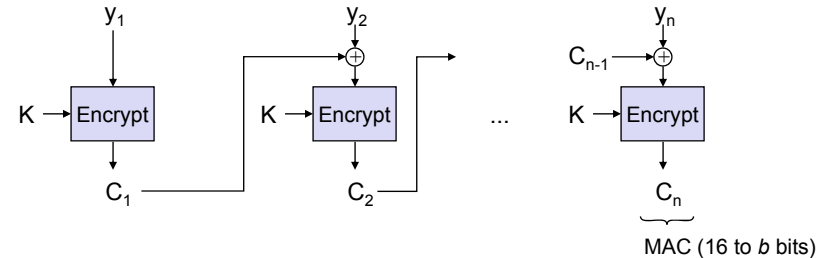 y₁ y₂ yₙ
Cₙ₋₁
K Encrypt K Encrypt ... K Encrypt
C₁ C₂ Cₙ
MAC (16 to b bits)